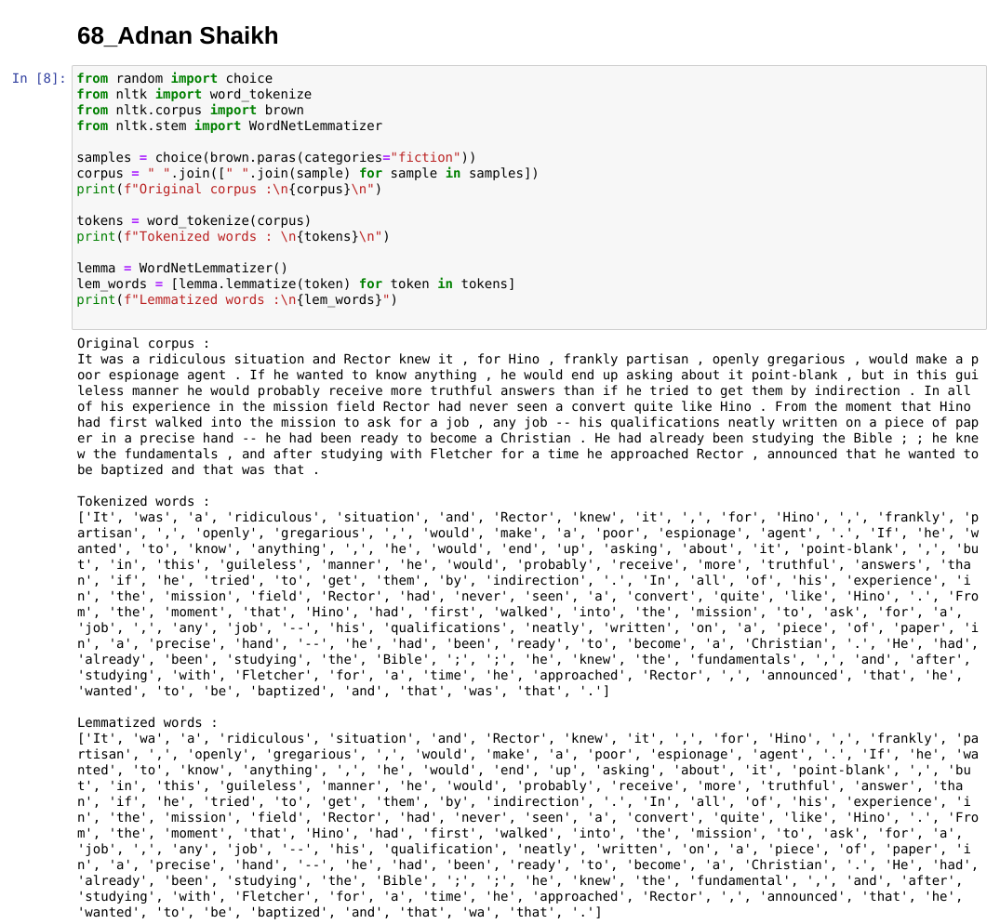 68_Adnan Shaikh
In [8]:
from random import choice
from nltk import word_tokenize
from nltk.corpus import brown
from nltk.stem import WordNetLemmatizer
samples = choice(brown.paras(categories="fiction"))
corpus = " ".join([" ".join(sample) for sample in samples])
print(f"Original corpus :\n{corpus}\n")
tokens = word_tokenize(corpus)
print(f"Tokenized words : \n{tokens}\n")
lemma = WordNetLemmatizer()
lem_words = [lemma.lemmatize(token) for token in tokens]
print(f"Lemmatized words :\n{lem_words}")
Original corpus :
It was a ridiculous situation and Rector knew it , for Hino , frankly partisan , openly gregarious , would make a p
oor espionage agent . If he wanted to know anything , he would end up asking about it point-blank , but in this gui
leless manner he would probably receive more truthful answers than if he tried to get them by indirection . In all
of his experience in the mission field Rector had never seen a convert quite like Hino . From the moment that Hino
had first walked into the mission to ask for a job , any job -- his qualifications neatly written on a piece of pap
er in a precise hand -- he had been ready to become a Christian . He had already been studying the Bible ; ; he kne
w the fundamentals , and after studying with Fletcher for a time he approached Rector , announced that he wanted to
be baptized and that was that .
Tokenized words :
['It', 'was', 'a', 'ridiculous', 'situation', 'and', 'Rector', 'knew', 'it', ',', 'for', 'Hino', ',', 'frankly', 'p
artisan', ',', 'openly', 'gregarious', ',', 'would', 'make', 'a', 'poor', 'espionage', 'agent', '.', 'If', 'he', 'w
anted', 'to', 'know', 'anything', ',', 'he', 'would', 'end', 'up', 'asking', 'about', 'it', 'point-blank', ',', 'bu
t', 'in', 'this', 'guileless', 'manner', 'he', 'would', 'probably', 'receive', 'more', 'truthful', 'answers', 'tha
n', 'if', 'he', 'tried', 'to', 'get', 'them', 'by', 'indirection', '.', 'In', 'all', 'of', 'his', 'experience', 'i
n', 'the', 'mission', 'field', 'Rector', 'had', 'never', 'seen', 'a', 'convert', 'quite', 'like', 'Hino', '.', 'Fro
m', 'the', 'moment', 'that', 'Hino', 'had', 'first', 'walked', 'into', 'the', 'mission', 'to', 'ask', 'for', 'a',
'job', ',', 'any', 'job', '--', 'his', 'qualifications', 'neatly', 'written', 'on', 'a', 'piece', 'of', 'paper', 'i
n', 'a', 'precise', 'hand', '--', 'he', 'had', 'been', 'ready', 'to', 'become', 'a', 'Christian', '.', 'He', 'had',
'already', 'been', 'studying', 'the', 'Bible', ';', ';', 'he', 'knew', 'the', 'fundamentals', ',', 'and', 'after',
'studying', 'with', 'Fletcher', 'for', 'a', 'time', 'he', 'approached', 'Rector', ',', 'announced', 'that', 'he',
'wanted', 'to', 'be', 'baptized', 'and', 'that', 'was', 'that', '.']
Lemmatized words :
['It', 'wa', 'a', 'ridiculous', 'situation', 'and', 'Rector', 'knew', 'it', ',', 'for', 'Hino', ',', 'frankly', 'pa
rtisan', ',', 'openly', 'gregarious', ',', 'would', 'make', 'a', 'poor', 'espionage', 'agent', '.', 'If', 'he', 'wa
nted', 'to', 'know', 'anything', ',', 'he', 'would', 'end', 'up', 'asking', 'about', 'it', 'point-blank', ',', 'bu
t', 'in', 'this', 'guileless', 'manner', 'he', 'would', 'probably', 'receive', 'more', 'truthful', 'answer', 'tha
n', 'if', 'he', 'tried', 'to', 'get', 'them', 'by', 'indirection', '.', 'In', 'all', 'of', 'his', 'experience', 'i
n', 'the', 'mission', 'field', 'Rector', 'had', 'never', 'seen', 'a', 'convert', 'quite', 'like', 'Hino', '.', 'Fro
m', 'the', 'moment', 'that', 'Hino', 'had', 'first', 'walked', 'into', 'the', 'mission', 'to', 'ask', 'for', 'a',
'job', ',', 'any', 'job', '--', 'his', 'qualification', 'neatly', 'written', 'on', 'a', 'piece', 'of', 'paper', 'i
n', 'a', 'precise', 'hand', '--', 'he', 'had', 'been', 'ready', 'to', 'become', 'a', 'Christian', '.', 'He', 'had',
'already', 'been', 'studying', 'the', 'Bible', ';', ';', 'he', 'knew', 'the', 'fundamental', ',', 'and', 'after',
'studying', 'with', 'Fletcher', 'for', 'a', 'time', 'he', 'approached', 'Rector', ',', 'announced', 'that', 'he',
'wanted', 'to', 'be', 'baptized', 'and', 'that', 'wa', 'that', '.']